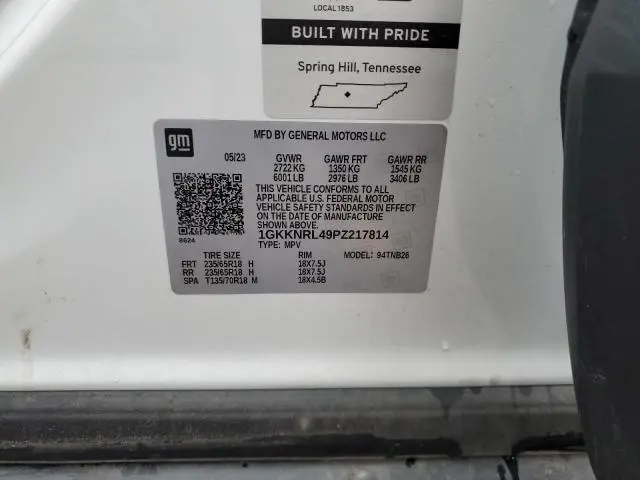 LOCAL 1853
BUILT WITH PRIDE
Spring Hill, Tennessee
gm
MFD BY GENERAL MOTORS LLC
05/23 GVWR GAWR FRT GAWR RR
2722 KG 1350 KG 1545 KG
6001 LB 2976 LB 3406 LB
THIS VEHICLE CONFORMS TO ALL
APPLICABLE U.S. FEDERAL MOTOR
VEHICLE SAFETY STANDARDS IN EFFECT
ON THE DATE OF MANUFACTURE
SHOWN ABOVE.
8624
1GKKNRL49PZ217814
TYPE: MPV
TIRE SIZE RIM MODEL: 94TNB26
FRT 235/65R18 H 18X7.5J
RR 235/65R18 H 18X7.5J
SPA T135/70R18 M 18X4.5B